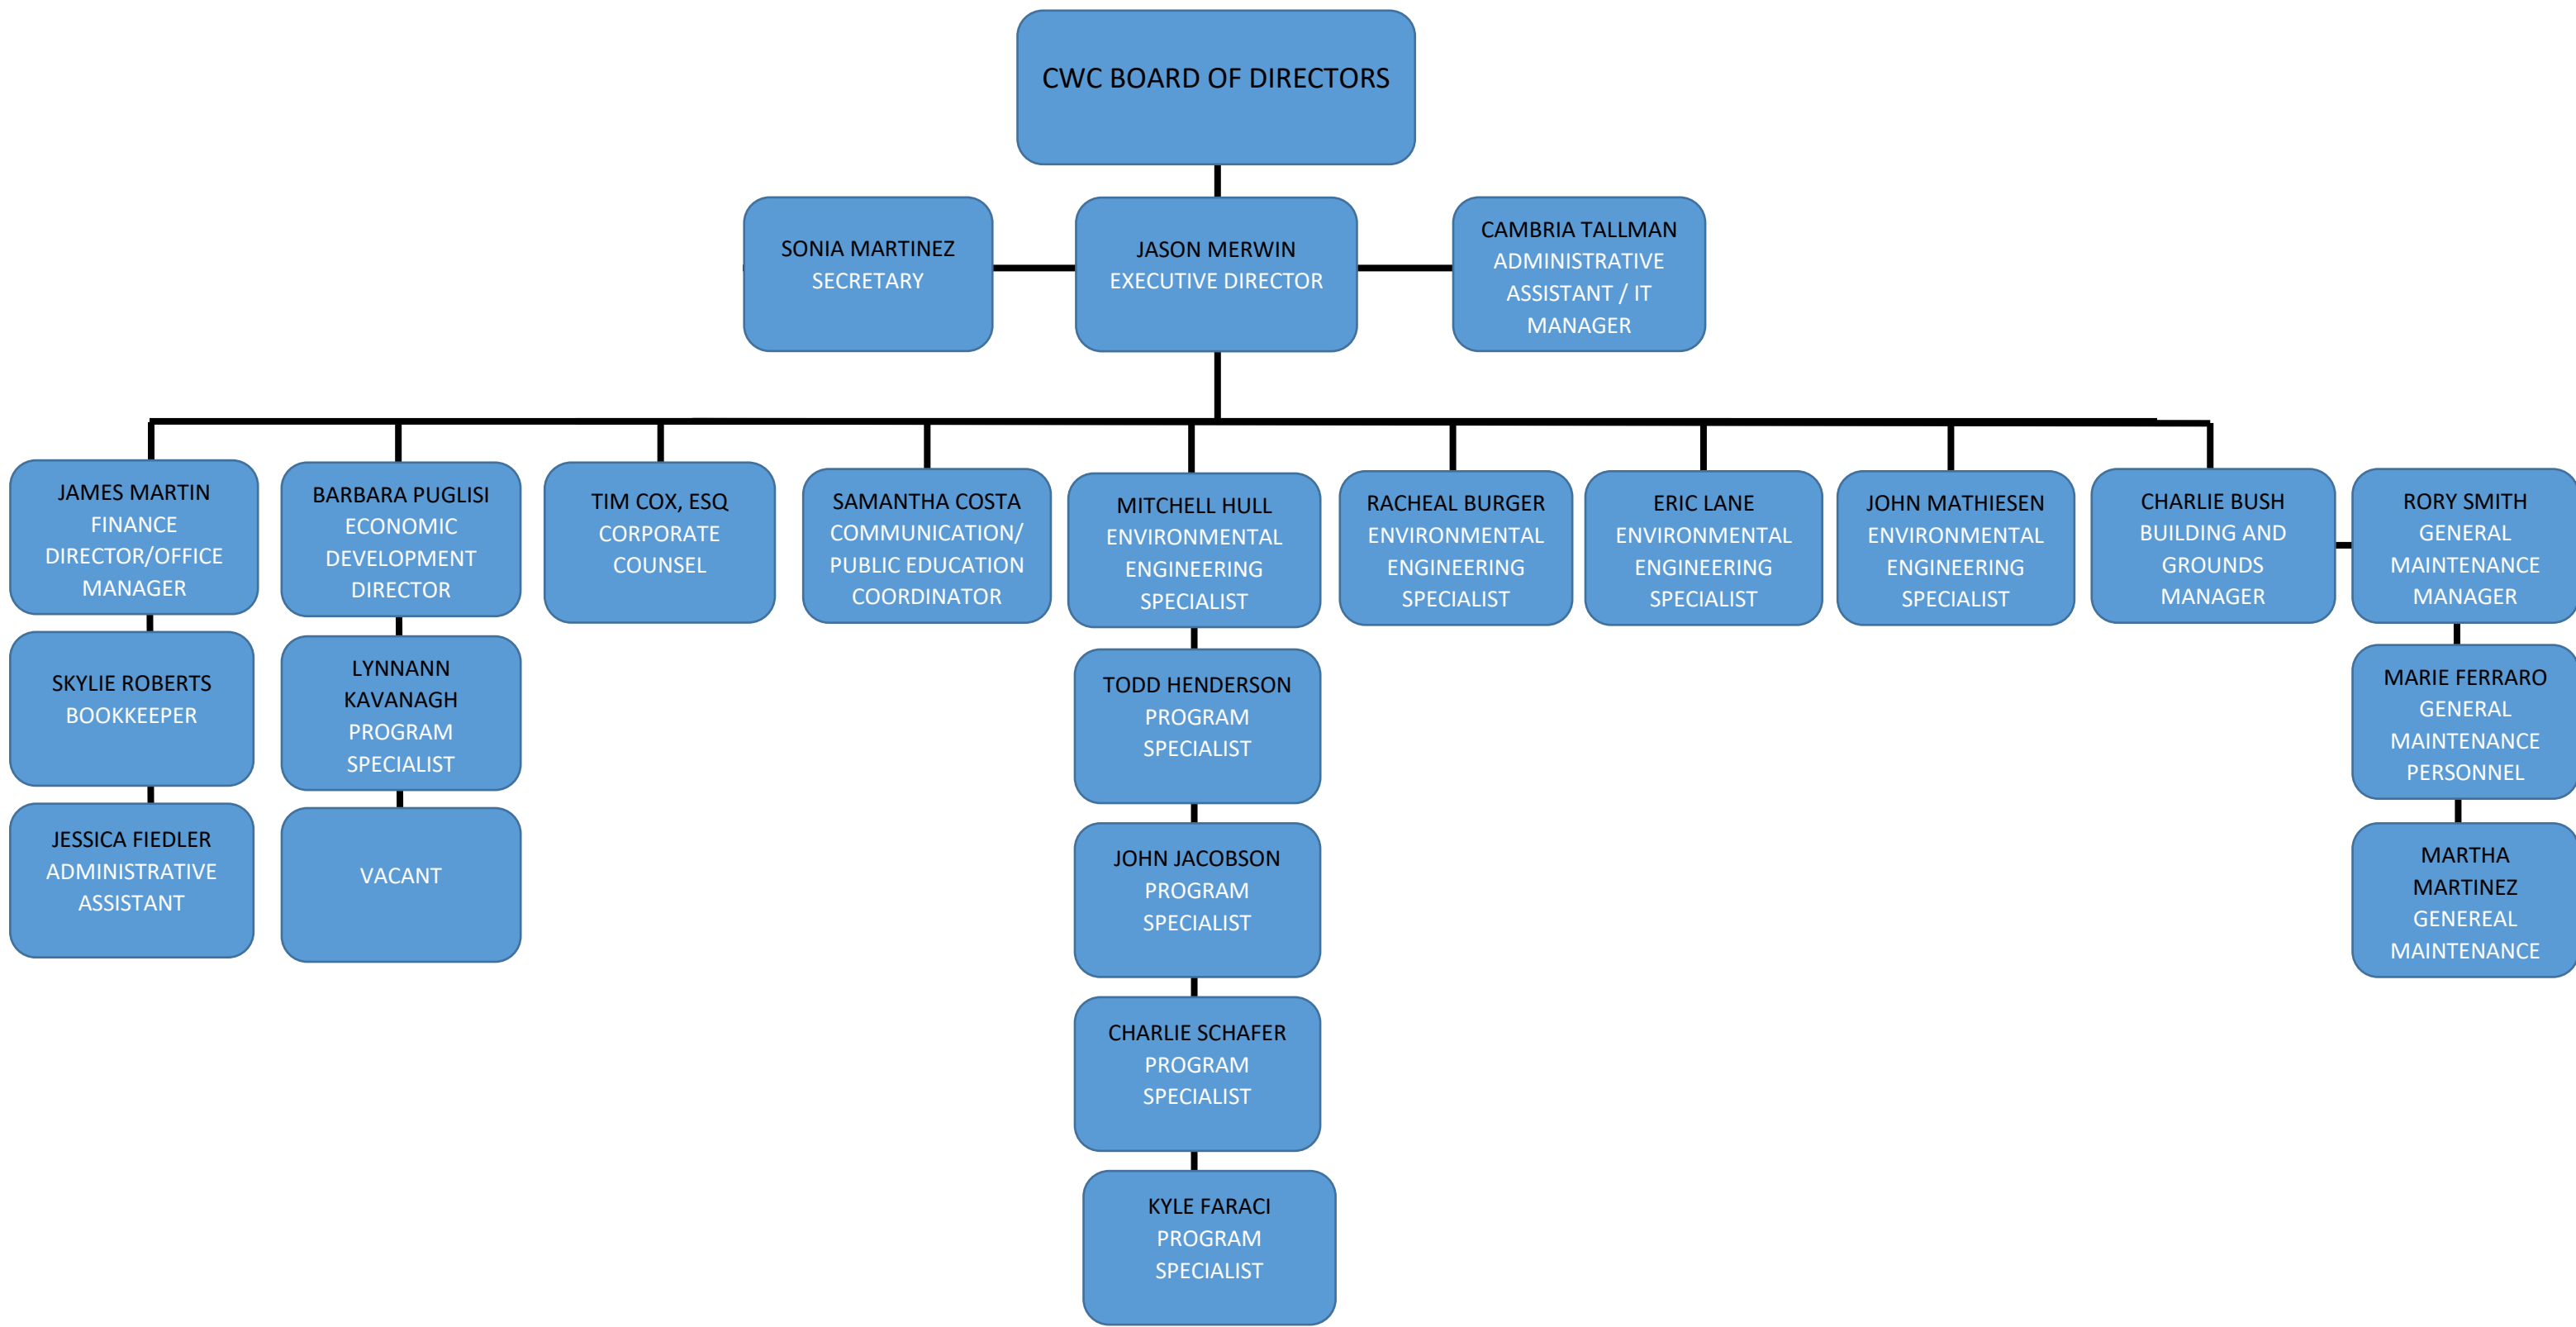 CWC BOARD OF DIRECTORS
SONIA MARTINEZ
SECRETARY
JASON MERWIN
EXECUTIVE DIRECTOR
CAMBRIA TALLMAN
ADMINISTRATIVE
ASSISTANT / IT
MANAGER
JAMES MARTIN
FINANCE
DIRECTOR/OFFICE
MANAGER
BARBARA PUGLISI
ECONOMIC
DEVELOPMENT
DIRECTOR
TIM COX, ESQ
CORPORATE
COUNSEL
SAMANTHA COSTA
COMMUNICATION/
PUBLIC EDUCATION
COORDINATOR
MITCHELL HULL
ENVIRONMENTAL
ENGINEERING
SPECIALIST
RACHEAL BURGER
ENVIRONMENTAL
ENGINEERING
SPECIALIST
ERIC LANE
ENVIRONMENTAL
ENGINEERING
SPECIALIST
JOHN MATHIESEN
ENVIRONMENTAL
ENGINEERING
SPECIALIST
CHARLIE BUSH
BUILDING AND
GROUNDS
MANAGER
RORY SMITH
GENERAL
MAINTENANCE
MANAGER
SKYLIE ROBERTS
BOOKKEEPER
LYNNANN
KAVANAGH
PROGRAM
SPECIALIST
TODD HENDERSON
PROGRAM
SPECIALIST
MARIE FERRARO
GENERAL
MAINTENANCE
PERSONNEL
JESSICA FIEDLER
ADMINISTRATIVE
ASSISTANT
VACANT
JOHN JACOBSON
PROGRAM
SPECIALIST
MARTHA
MARTINEZ
GENEREAL
MAINTENANCE
CHARLIE SCHAFER
PROGRAM
SPECIALIST
KYLE FARACI
PROGRAM
SPECIALIST